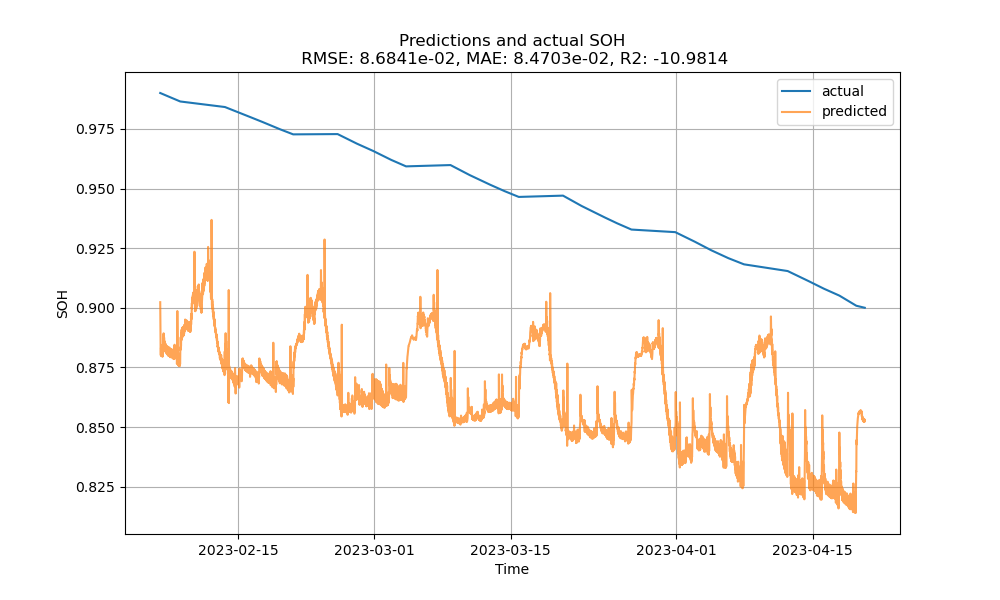 Predictions and actual SOH
RMSE: 8.6841e-02, MAE: 8.4703e-02, R2: -10.9814
actual
predicted
0.975
0.950
0.925
0.900
0.875
0.850
0.825
SOH
2023-02-15
2023-03-01
2023-03-15
2023-04-01
2023-04-15
Time